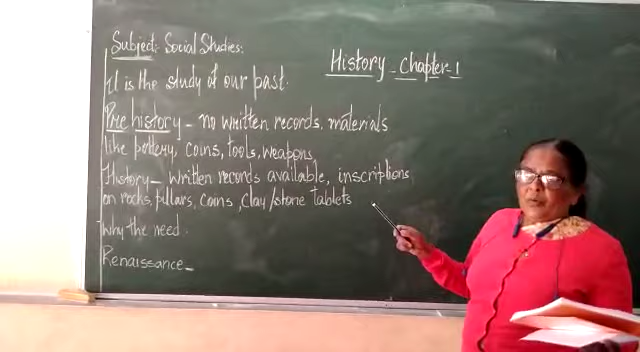 Subject: Social Studies:
History - Chapter-1
It is the study of our past.
Pre history - no written records, materials
like pottery, coins, tools, weapons
History - written records available, inscriptions
on rocks, pillars, coins, clay/stone tablets
Why the need.
Renaissance -